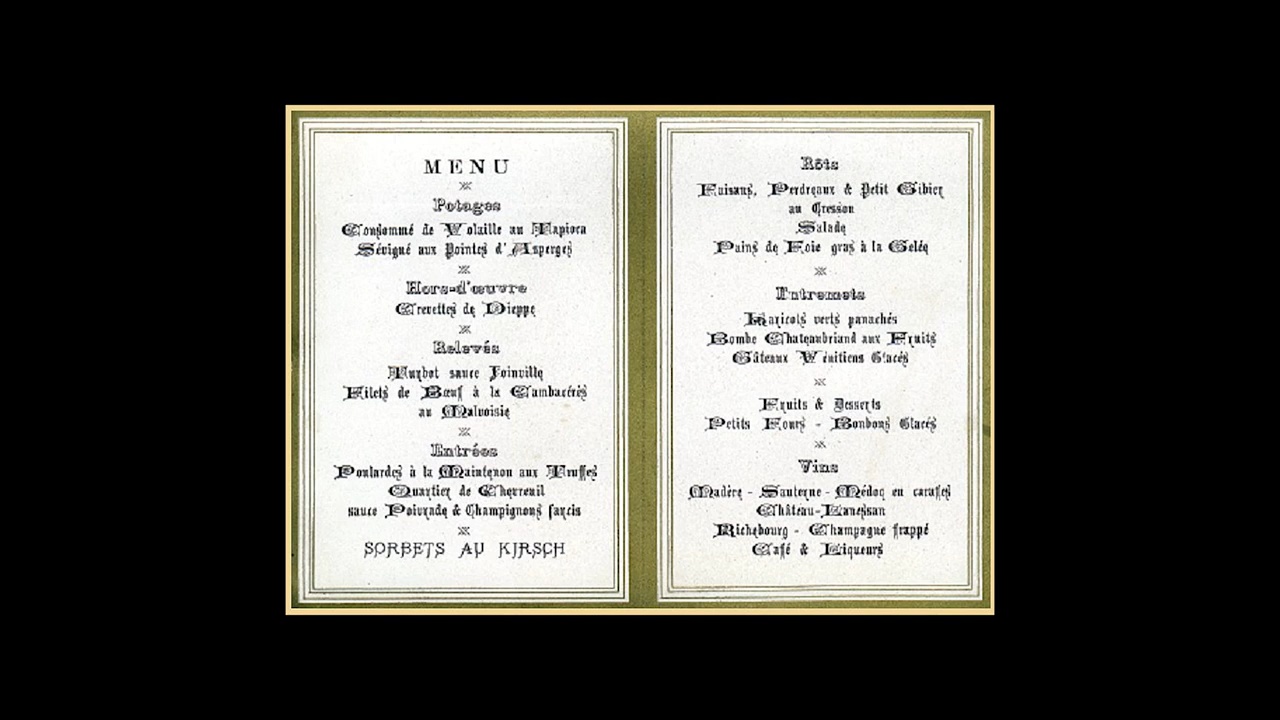 MENU
Potages
Consommé de Volaille au Tapioca
Sévigné aux Pointes d'Asperges
Hors-d'œuvre
Crevettes de Dieppe
Relevés
Turbot sauce Joinville
Filets de Bœuf à la Cambacérès
au Malvoisie
Entrées
Poulardes à la Maintenon aux Truffes
Quartier de Chevreuil
sauce Poivrade & Champignons farcis
SORBETS AU KIRSCH
Rôts
Faisans, Perdreaux & Petit Gibier
au Cresson
Salade
Pains de Foie gras à la Gelée
Entremets
Haricots verts panachés
Bombe Chateaubriand aux Fruits
Gâteaux Vénitiens Glacés
Fruits & Desserts
Petits Fours - Bonbons Glacés
Vins
Madère - Sauterne - Médoc en carafes
Château-Lanessan
Richebourg - Champagne frappé
Café & Liqueurs